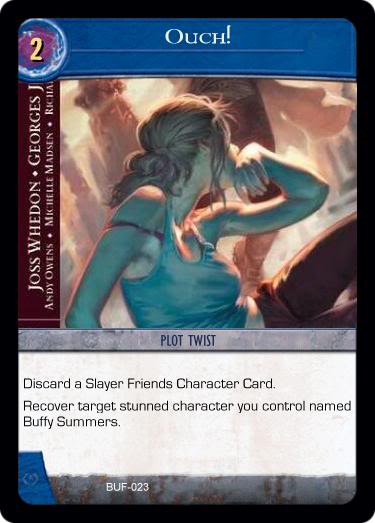 2
Ouch!
Joss Whedon ♦ Georges J
Andy Owens ♦ Michelle Madsen ♦ Richa
PLOT TWIST
Discard a Slayer Friends Character Card.
Recover target stunned character you control named
Buffy Summers.
BUF-023